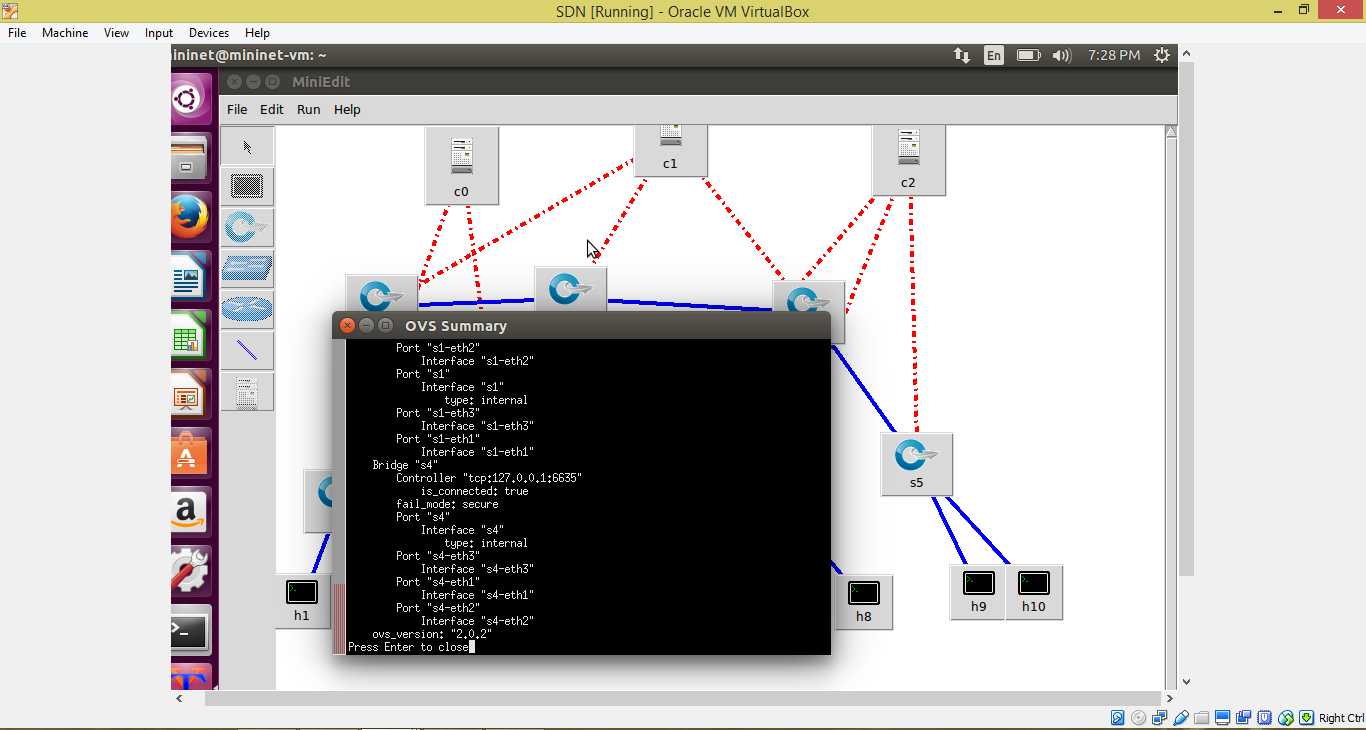 SDN [Running] - Oracle VM VirtualBox
File Machine View Input Devices Help
ininet@mininet-vm: ~
En
7:28 PM
MiniEdit
File Edit Run Help
c0
c1
c2
OVS Summary
Port "s1-eth2"
Interface "s1-eth2"
Port "s1"
Interface "s1"
type: internal
Port "s1-eth3"
Interface "s1-eth3"
Port "s1-eth1"
Interface "s1-eth1"
Bridge "s4"
Controller "tcp:127.0.0.1:6635"
is_connected: true
fail_mode: secure
Port "s4"
Interface "s4"
type: internal
Port "s4-eth3"
Interface "s4-eth3"
Port "s4-eth1"
Interface "s4-eth1"
Port "s4-eth2"
Interface "s4-eth2"
ovs_version: "2.0.2"
Press Enter to close
s5
h1
h8
h9
h10
Right Ctrl